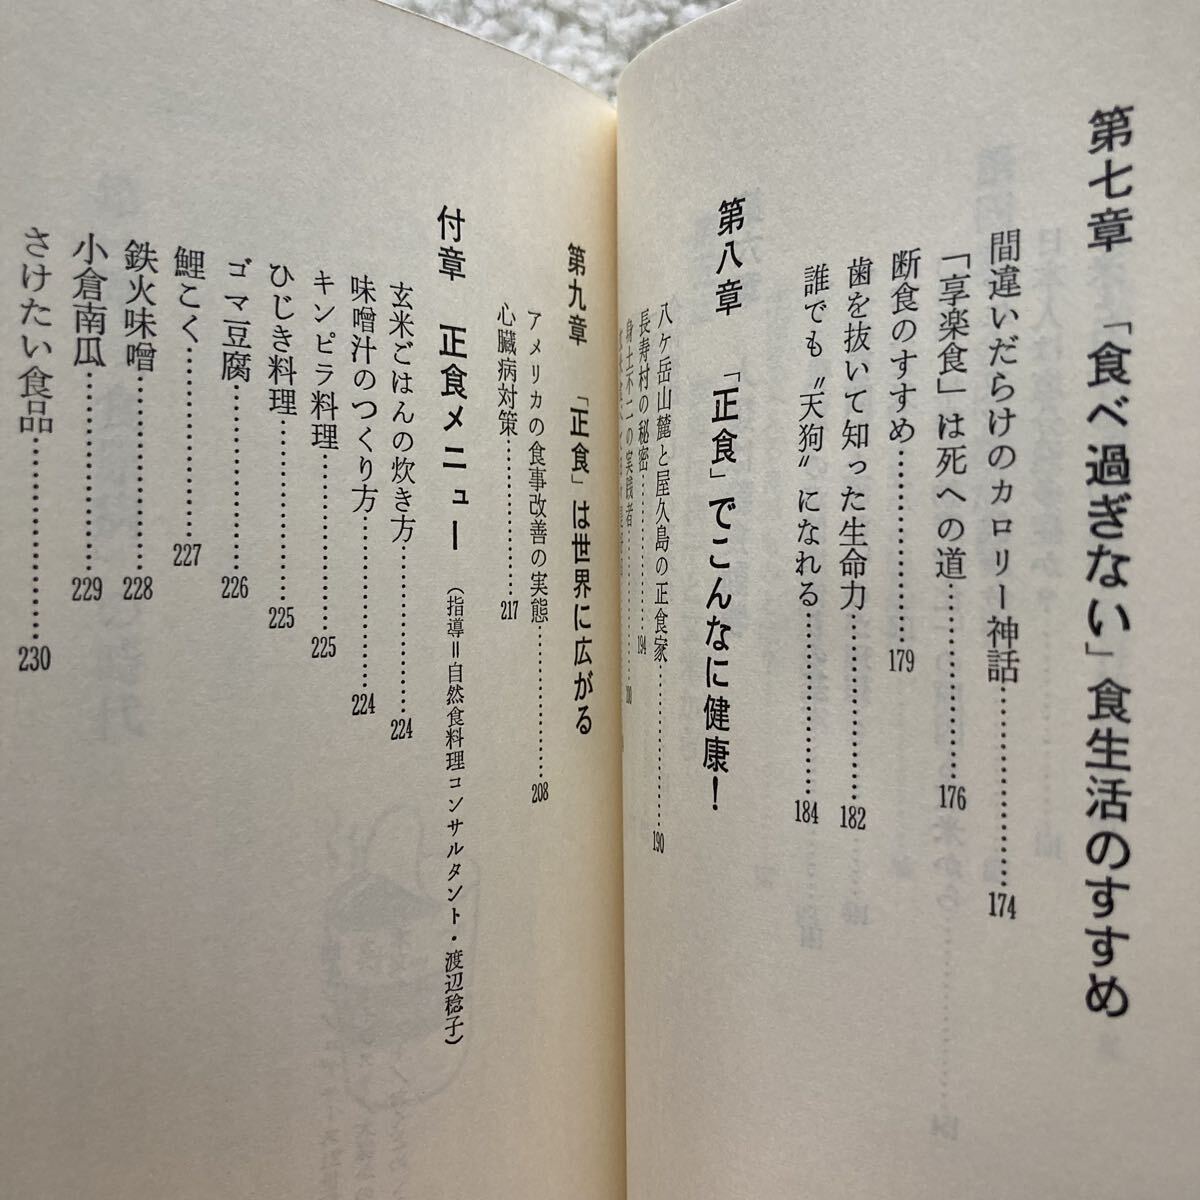 第七章 「食べ過ぎない」食生活のすすめ
間違いだらけのカロリー神話…………174
「享楽食」は死への道…………176
断食のすすめ…………179
歯を抜いて知った生命力…………182
誰でも〝天狗〟になれる…………184
第八章 「正食」でこんなに健康！
八ケ岳山麓と屋久島の正食家…………190
長寿村の秘密…………194
身土不二の実践者…………
第九章 「正食」は世界に広がる
アメリカの食事改善の実態…………208
心臓病対策…………217
付章 正食メニュー（指導＝自然食料理コンサルタント・渡辺稔子）
玄米ごはんの炊き方…………224
味噌汁のつくり方…………224
キンピラ料理…………225
ひじき料理…………225
ゴマ豆腐…………226
鯉こく…………227
鉄火味噌…………228
小倉南瓜…………229
さけたい食品…………230